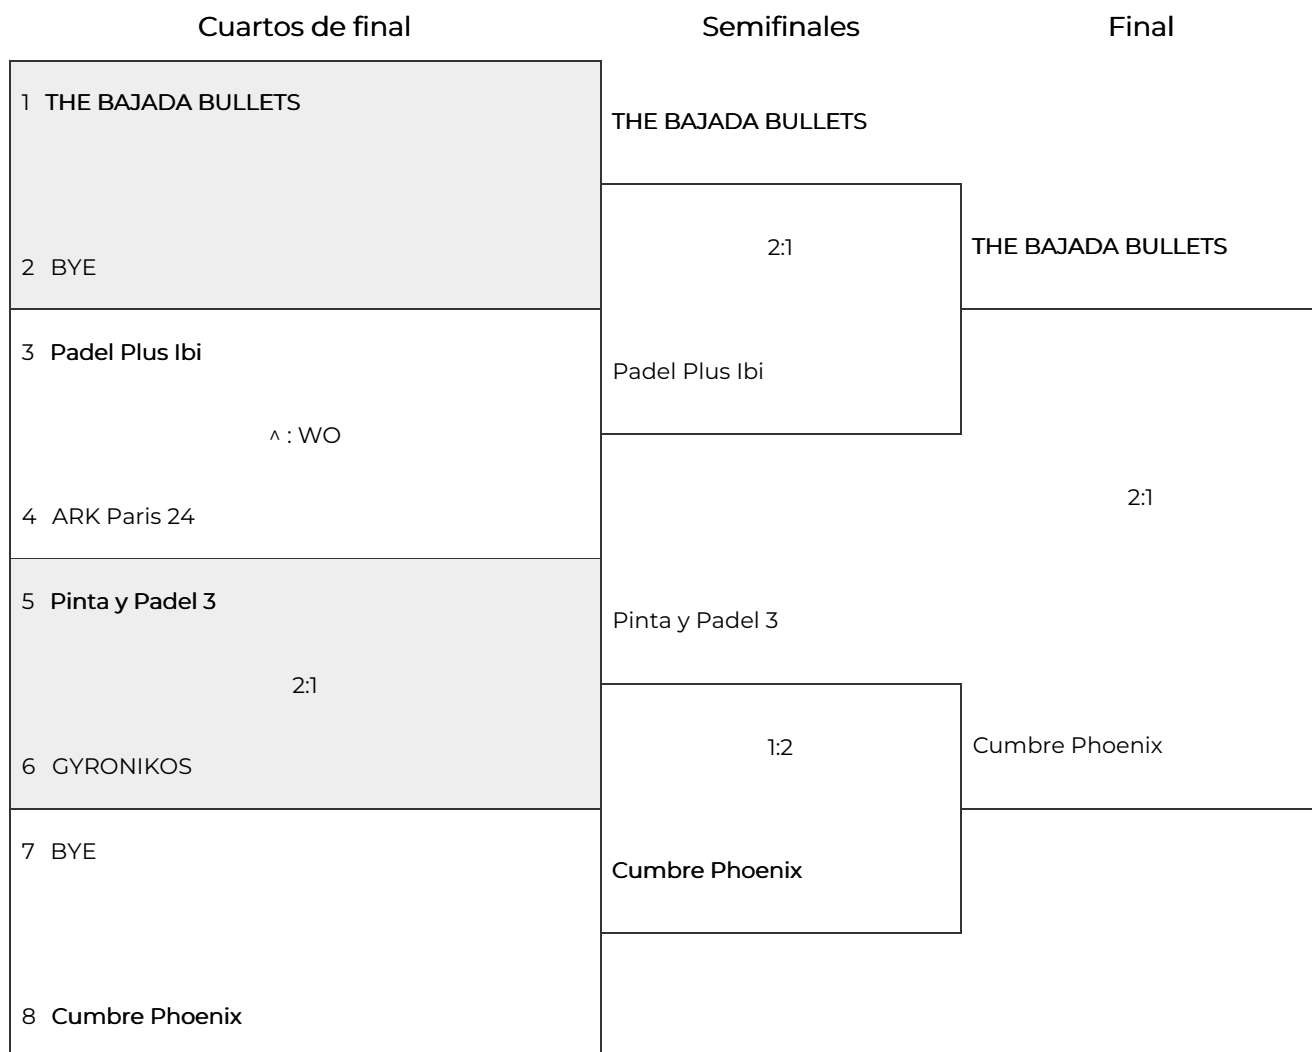 Cuartos de final
Semifinales
Final
1 THE BAJADA BULLETS
2 BYE
3 Padel Plus Ibi
^ : WO
4 ARK Paris 24
5 Pinta y Padel 3
2:1
6 GYRONIKOS
7 BYE
8 Cumbre Phoenix
THE BAJADA BULLETS
2:1
Padel Plus Ibi
Pinta y Padel 3
1:2
Cumbre Phoenix
THE BAJADA BULLETS
2:1
Cumbre Phoenix